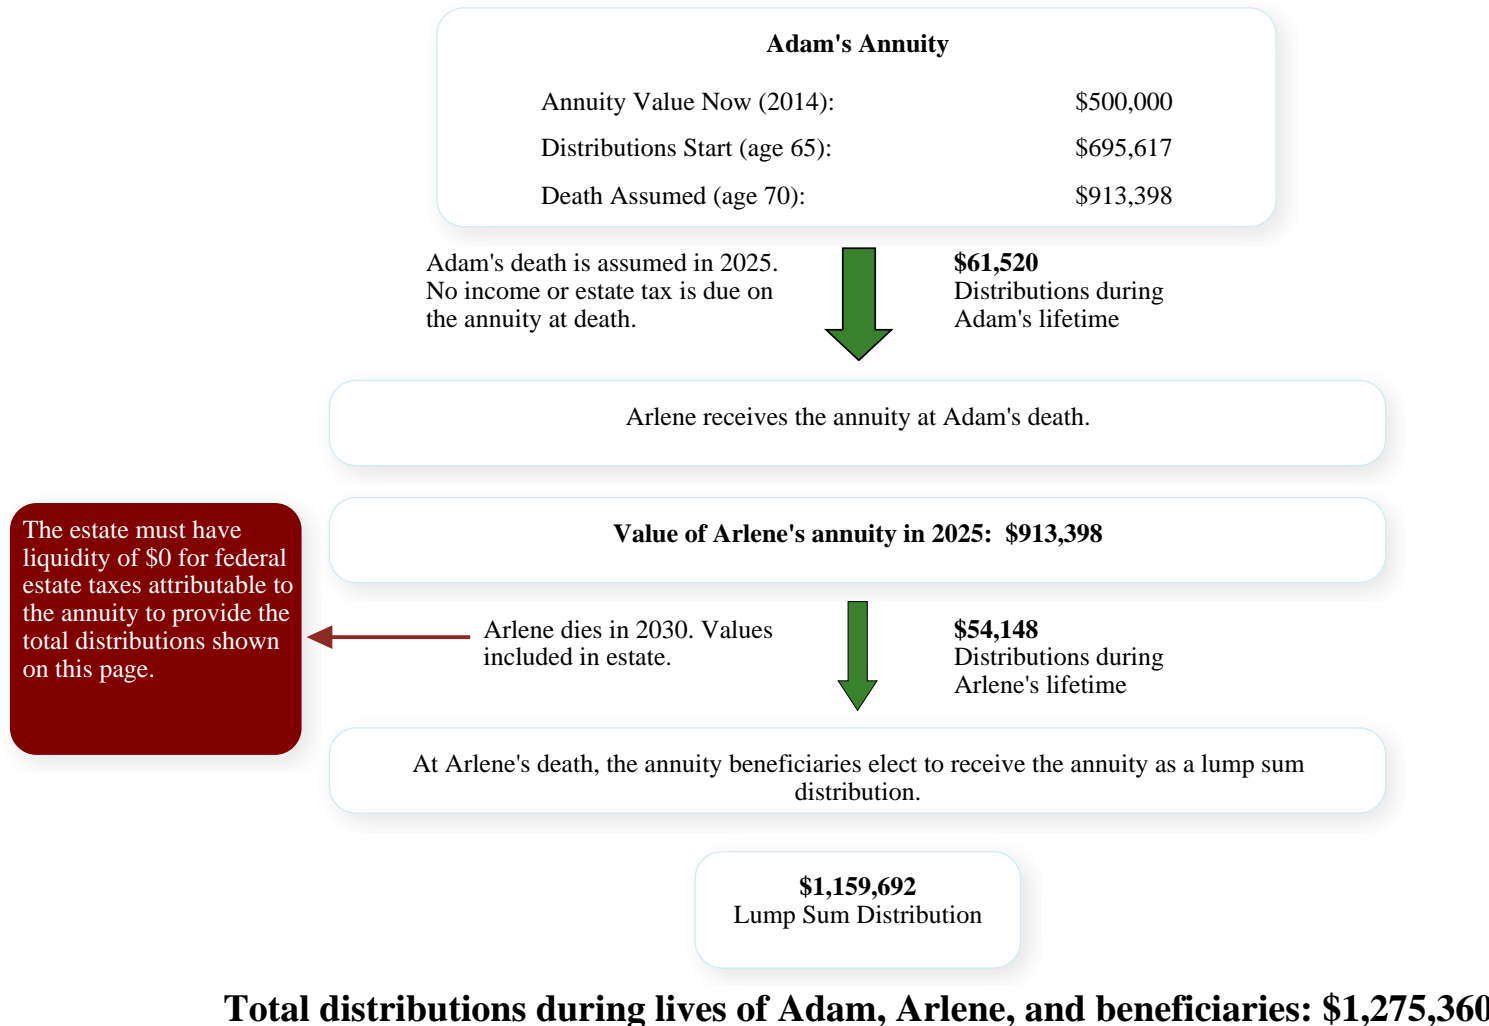 Adam's Annuity
Annuity Value Now (2014): $500,000
Distributions Start (age 65): $695,617
Death Assumed (age 70): $913,398
Adam's death is assumed in 2025.
No income or estate tax is due on
the annuity at death.
$61,520
Distributions during
Adam's lifetime
Arlene receives the annuity at Adam's death.
Value of Arlene's annuity in 2025: $913,398
The estate must have
liquidity of $0 for federal
estate taxes attributable to
the annuity to provide the
total distributions shown
on this page.
Arlene dies in 2030. Values
included in estate.
$54,148
Distributions during
Arlene's lifetime
At Arlene's death, the annuity beneficiaries elect to receive the annuity as a lump sum
distribution.
$1,159,692
Lump Sum Distribution
Total distributions during lives of Adam, Arlene, and beneficiaries: $1,275,360